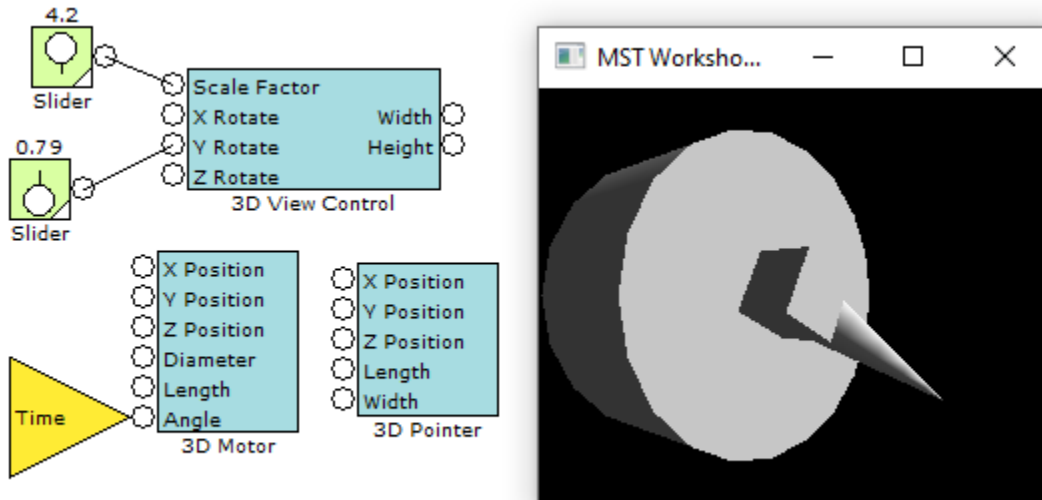 4.2
Slider
0.79
Slider
Scale Factor
X Rotate
Width
Y Rotate
Height
Z Rotate
3D View Control
X Position
Y Position
Z Position
Diameter
Length
Angle
3D Motor
Time
X Position
Y Position
Z Position
Length
Width
3D Pointer
MST Worksho...